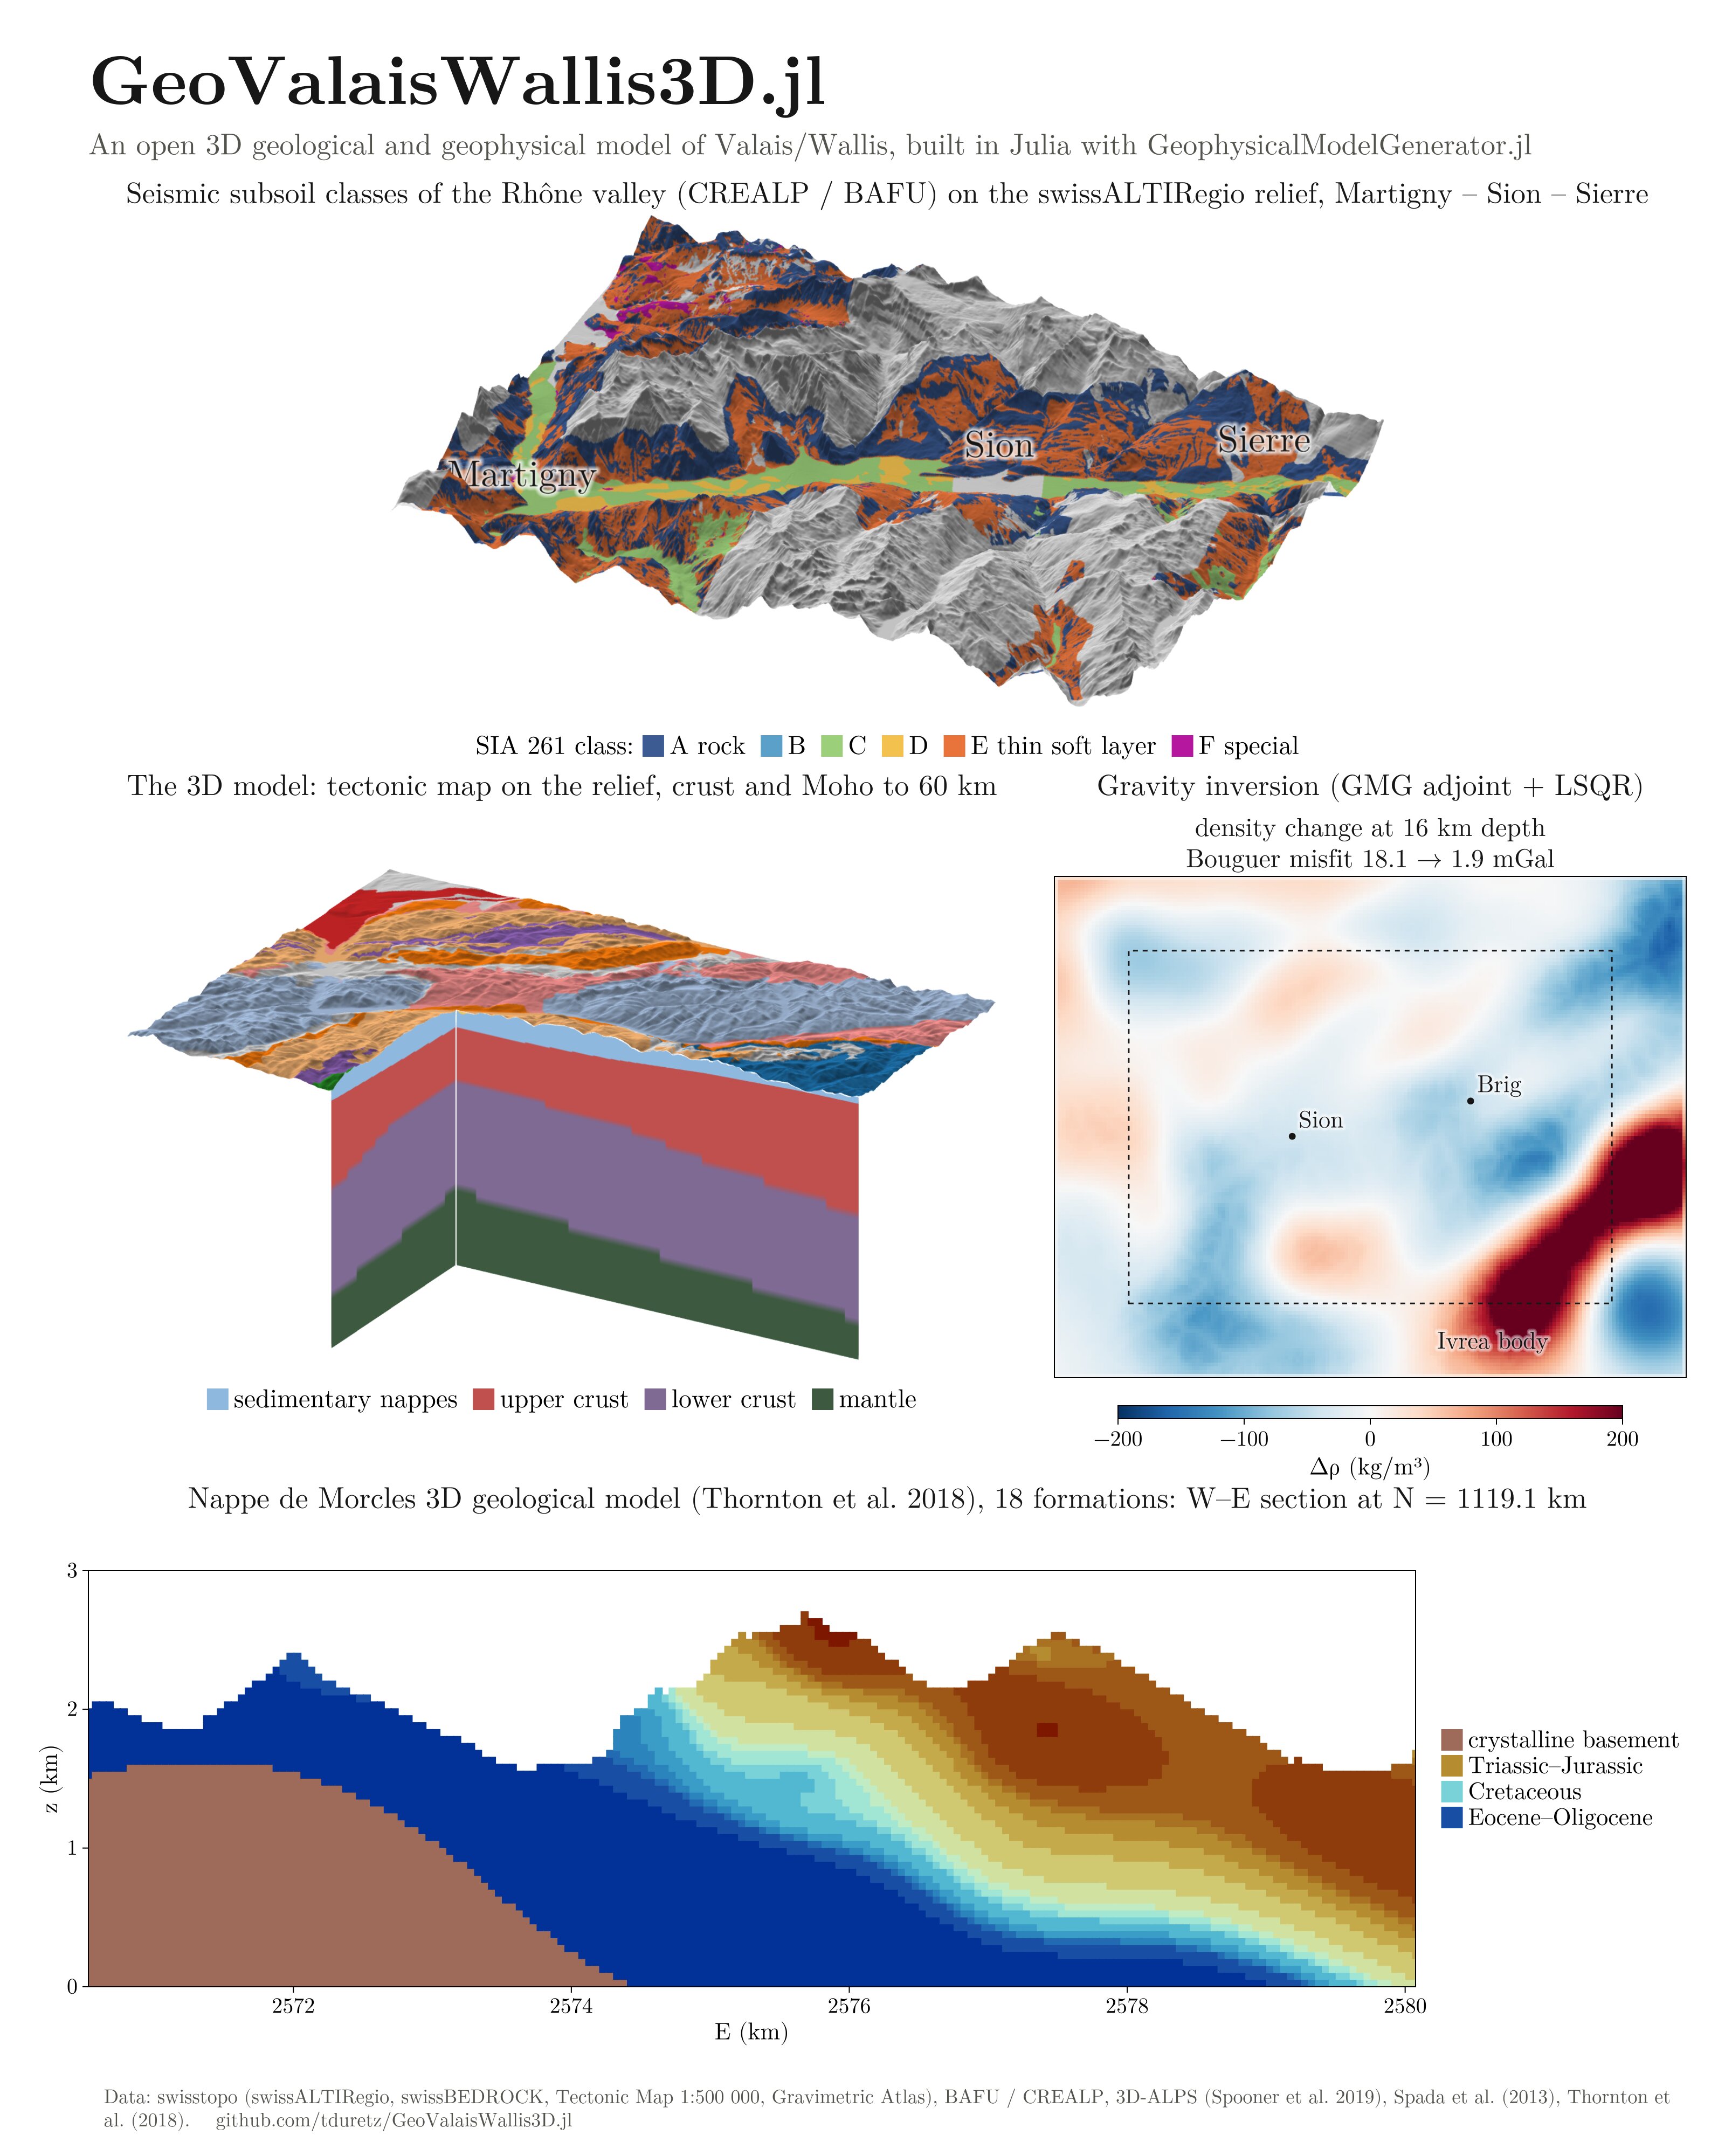 GeoValaisWallis3D.jl
An open 3D geological and geophysical model of Valais/Wallis, built in Julia with GeophysicalModelGenerator.jl
Seismic subsoil classes of the Rhône valley (CREALP / BAFU) on the swissALTIRegio relief, Martigny – Sion – Sierre
Martigny
Sion
Sierre
SIA 261 class: A rock B C D E thin soft layer F special
The 3D model: tectonic map on the relief, crust and Moho to 60 km
sedimentary nappes upper crust lower crust mantle
Gravity inversion (GMG adjoint + LSQR)
density change at 16 km depth
Bouguer misfit 18.1 → 1.9 mGal
Brig
Sion
Ivrea body
−200 −100 0 100 200
Δρ (kg/m³)
Nappe de Morcles 3D geological model (Thornton et al. 2018), 18 formations: W–E section at N = 1119.1 km
3
2
1
0
z (km)
2572 2574 2576 2578 2580
E (km)
crystalline basement
Triassic–Jurassic
Cretaceous
Eocene–Oligocene
Data: swisstopo (swissALTIRegio, swissBEDROCK, Tectonic Map 1:500 000, Gravimetric Atlas), BAFU / CREALP, 3D-ALPS (Spooner et al. 2019), Spada et al. (2013), Thornton et
al. (2018). github.com/tduretz/GeoValaisWallis3D.jl